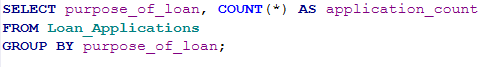 SELECT purpose_of_loan, COUNT(*) AS application_count
FROM Loan_Applications
GROUP BY purpose_of_loan;